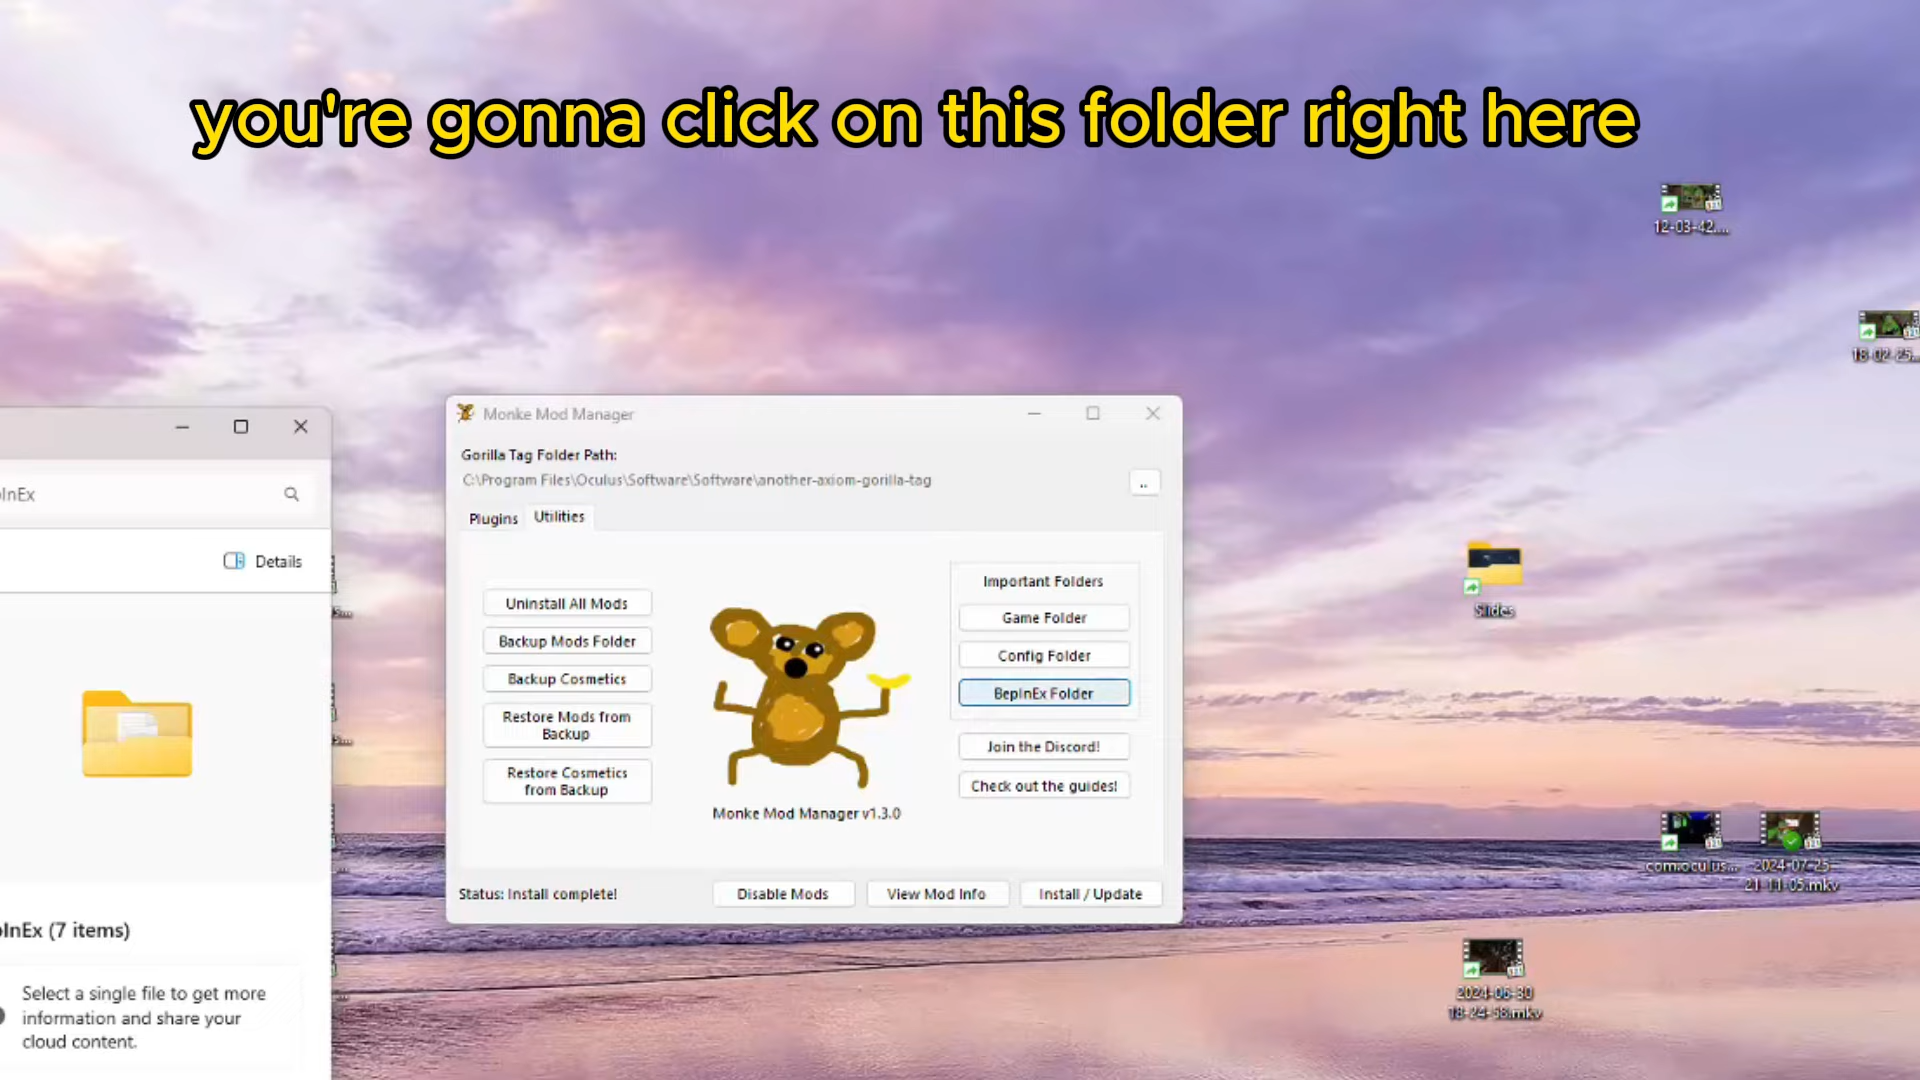 you're gonna click on this folder right here
12-03-42....
18-02-25...
Monke Mod Manager
Gorilla Tag Folder Path:
C:\Program Files\Oculus\Software\Software\another-axiom-gorilla-tag
..
Plugins
Utilities
Uninstall All Mods
Backup Mods Folder
Backup Cosmetics
Restore Mods from
Backup
Restore Cosmetics
from Backup
Monke Mod Manager v1.3.0
Important Folders
Game Folder
Config Folder
BepInEx Folder
Join the Discord!
Check out the guides!
Status: Install complete!
Disable Mods
View Mod Info
Install / Update
InEx
Details
InEx (7 items)
Select a single file to get more
information and share your
cloud content.
Slides
com.oculus...
2024-07-25
21-11-05.mkv
2024-06-30
18-24-58.mkv